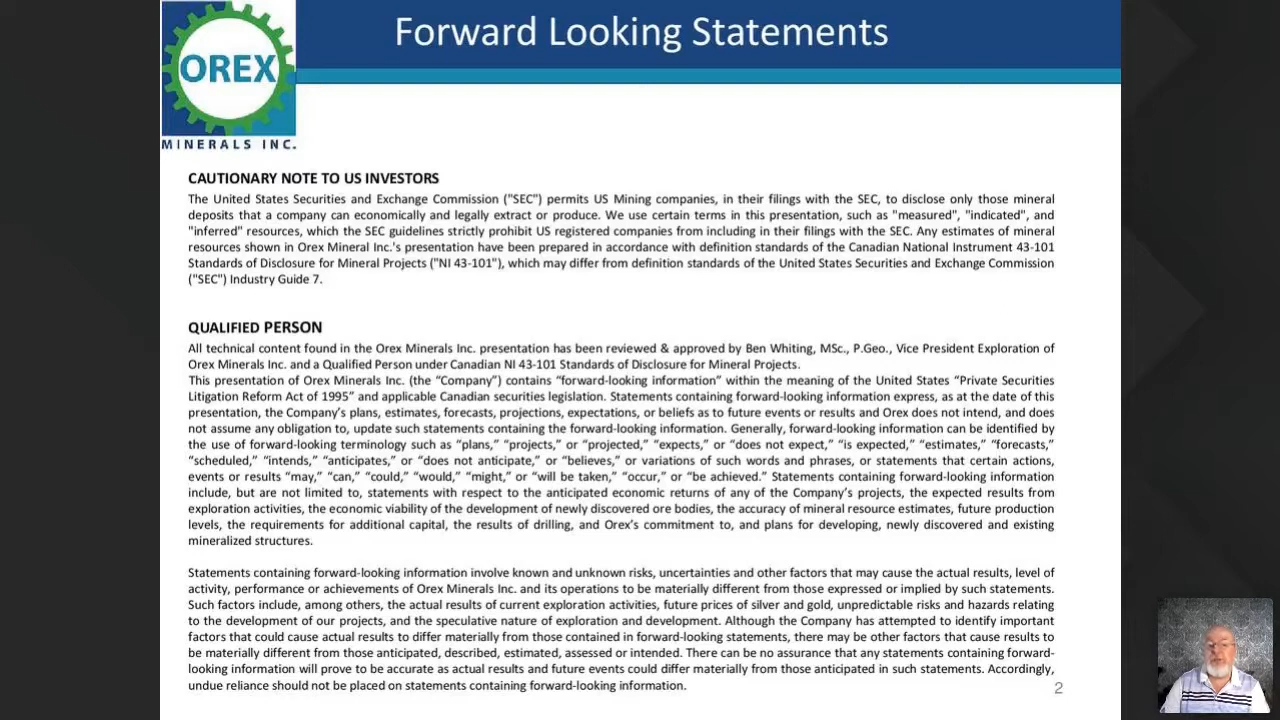 Forward Looking Statements
OREX
MINERALS INC.
CAUTIONARY NOTE TO US INVESTORS
The United States Securities and Exchange Commission ("SEC") permits US Mining companies, in their filings with the SEC, to disclose only those mineral
deposits that a company can economically and legally extract or produce. We use certain terms in this presentation, such as "measured", "indicated", and
"inferred" resources, which the SEC guidelines strictly prohibit US registered companies from including in their filings with the SEC. Any estimates of mineral
resources shown in Orex Mineral Inc.'s presentation have been prepared in accordance with definition standards of the Canadian National Instrument 43-101
Standards of Disclosure for Mineral Projects ("NI 43-101"), which may differ from definition standards of the United States Securities and Exchange Commission
("SEC") Industry Guide 7.
QUALIFIED PERSON
All technical content found in the Orex Minerals Inc. presentation has been reviewed & approved by Ben Whiting, MSc., P.Geo., Vice President Exploration of
Orex Minerals Inc. and a Qualified Person under Canadian NI 43-101 Standards of Disclosure for Mineral Projects.
This presentation of Orex Minerals Inc. (the “Company”) contains “forward-looking information” within the meaning of the United States “Private Securities
Litigation Reform Act of 1995” and applicable Canadian securities legislation. Statements containing forward-looking information express, as at the date of this
presentation, the Company’s plans, estimates, forecasts, projections, expectations, or beliefs as to future events or results and Orex does not intend, and does
not assume any obligation to, update such statements containing the forward-looking information. Generally, forward-looking information can be identified by
the use of forward-looking terminology such as “plans,” “projects,” or “projected,” “expects,” or “does not expect,” “is expected,” “estimates,” “forecasts,”
“scheduled,” “intends,” “anticipates,” or “does not anticipate,” or “believes,” or variations of such words and phrases, or statements that certain actions,
events or results “may,” “can,” “could,” “would,” “might,” or “will be taken,” “occur,” or “be achieved.” Statements containing forward-looking information
include, but are not limited to, statements with respect to the anticipated economic returns of any of the Company’s projects, the expected results from
exploration activities, the economic viability of the development of newly discovered ore bodies, the accuracy of mineral resource estimates, future production
levels, the requirements for additional capital, the results of drilling, and Orex’s commitment to, and plans for developing, newly discovered and existing
mineralized structures.
Statements containing forward-looking information involve known and unknown risks, uncertainties and other factors that may cause the actual results, level of
activity, performance or achievements of Orex Minerals Inc. and its operations to be materially different from those expressed or implied by such statements.
Such factors include, among others, the actual results of current exploration activities, future prices of silver and gold, unpredictable risks and hazards relating
to the development of our projects, and the speculative nature of exploration and development. Although the Company has attempted to identify important
factors that could cause actual results to differ materially from those contained in forward-looking statements, there may be other factors that cause results to
be materially different from those anticipated, described, estimated, assessed or intended. There can be no assurance that any statements containing forward-
looking information will prove to be accurate as actual results and future events could differ materially from those anticipated in such statements. Accordingly,
undue reliance should not be placed on statements containing forward-looking information.
2